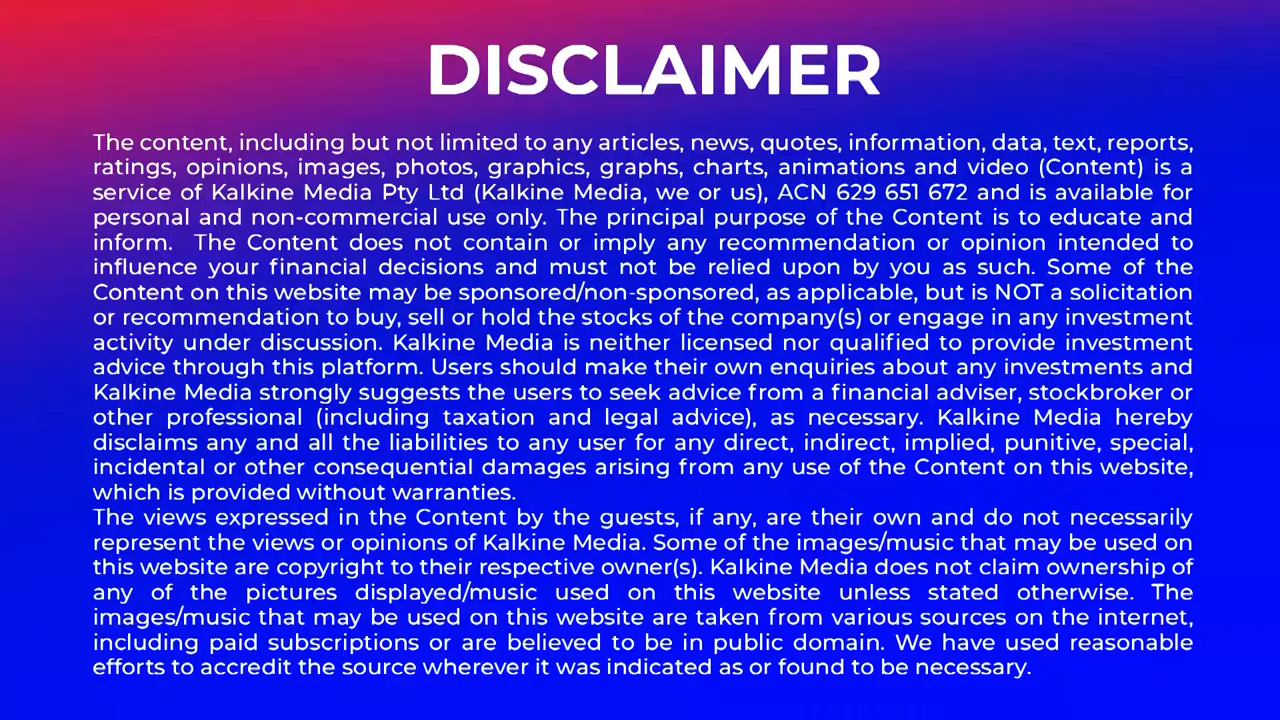 DISCLAIMER
The content, including but not limited to any articles, news, quotes, information, data, text, reports,
ratings, opinions, images, photos, graphics, graphs, charts, animations and video (Content) is a
service of Kalkine Media Pty Ltd (Kalkine Media, we or us), ACN 629 651 672 and is available for
personal and non-commercial use only. The principal purpose of the Content is to educate and
inform.  The Content does not contain or imply any recommendation or opinion intended to
influence your financial decisions and must not be relied upon by you as such. Some of the
Content on this website may be sponsored/non-sponsored, as applicable, but is NOT a solicitation
or recommendation to buy, sell or hold the stocks of the company(s) or engage in any investment
activity under discussion. Kalkine Media is neither licensed nor qualified to provide investment
advice through this platform. Users should make their own enquiries about any investments and
Kalkine Media strongly suggests the users to seek advice from a financial adviser, stockbroker or
other professional (including taxation and legal advice), as necessary. Kalkine Media hereby
disclaims any and all the liabilities to any user for any direct, indirect, implied, punitive, special,
incidental or other consequential damages arising from any use of the Content on this website,
which is provided without warranties.
The views expressed in the Content by the guests, if any, are their own and do not necessarily
represent the views or opinions of Kalkine Media. Some of the images/music that may be used on
this website are copyright to their respective owner(s). Kalkine Media does not claim ownership of
any of the pictures displayed/music used on this website unless stated otherwise. The
images/music that may be used on this website are taken from various sources on the internet,
including paid subscriptions or are believed to be in public domain. We have used reasonable
efforts to accredit the source wherever it was indicated as or found to be necessary.